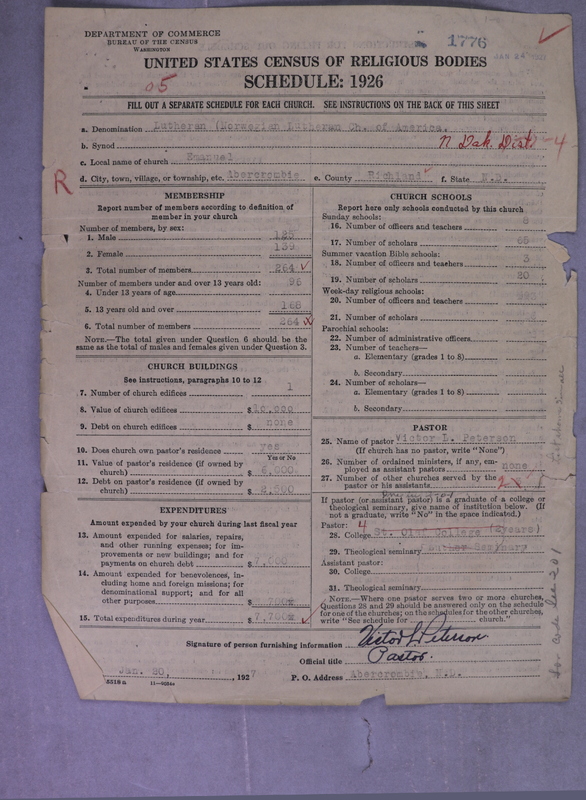 DEPARTMENT OF COMMERCE
BUREAU OF THE CENSUS
WASHINGTON
1776
JAN 24
UNITED STATES CENSUS OF RELIGIOUS BODIES
SCHEDULE: 1926
05
FILL OUT A SEPARATE SCHEDULE FOR EACH CHURCH. SEE INSTRUCTIONS ON THE BACK OF THIS SHEET
a. Denomination Lutheran (Norwegian Lutheran Ch. of America.
b. Synod N Dak. Dist. -4
c. Local name of church Emanuel
d. City, town, village, or township, etc. Abercrombie e. County Richland f. State N.D.
R
MEMBERSHIP
Report number of members according to definition of member in your church
Number of members, by sex:
1. Male 125
2. Female 139
3. Total number of members 264
Number of members under and over 13 years old:
4. Under 13 years of age 96
5. 13 years old and over 168
6. Total number of members 264
NOTE.—The total given under Question 6 should be the same as the total of males and females given under Question 3.
CHURCH BUILDINGS
See instructions, paragraphs 10 to 12
7. Number of church edifices 1
8. Value of church edifices $10,000
9. Debt on church edifices $ none
10. Does church own pastor's residence yes
Yes or No
11. Value of pastor's residence (if owned by church) $ 6,000.
12. Debt on pastor's residence (if owned by church) $ 2,500
EXPENDITURES
Amount expended by your church during last fiscal year
13. Amount expended for salaries, repairs, and other running expenses; for improvements or new buildings; and for payments on church debt $ 7,000
14. Amount expended for benevolences, including home and foreign missions; for denominational support; and for all other purposes $ 700
15. Total expenditures during year $ 7,700
CHURCH SCHOOLS
Report here only schools conducted by this church
Sunday schools:
16. Number of officers and teachers 8
17. Number of scholars 65
Summer vacation Bible schools:
18. Number of officers and teachers 3
19. Number of scholars 20
Week-day religious schools:
20. Number of officers and teachers
21. Number of scholars
Parochial schools:
22. Number of administrative officers
23. Number of teachers—
a. Elementary (grades 1 to 8)
b. Secondary
24. Number of scholars—
a. Elementary (grades 1 to 8)
b. Secondary
PASTOR
25. Name of pastor Victor L. Peterson
(If church has no pastor, write "None")
26. Number of ordained ministers, if any, employed as assistant pastors none
27. Number of other churches served by the pastor or his assistants
If pastor (or assistant pastor) is a graduate of a college or theological seminary, give name of institution below. (If not a graduate, write "No" in the space indicated.)
Pastor: 4
28. College St. Olaf College (2years)
29. Theological seminary Luther Seminary
Assistant pastor:
30. College
31. Theological seminary
NOTE.—Where one pastor serves two or more churches, Questions 28 and 29 should be answered only on the schedule for one of the churches; on the schedules for the other churches, write "See schedule for church."
Signature of person furnishing information Victor L. Peterson
Official title Pastor.
Jan. 20, 1927 P. O. Address Abercrombie, N.D.
8518a 11—9554a